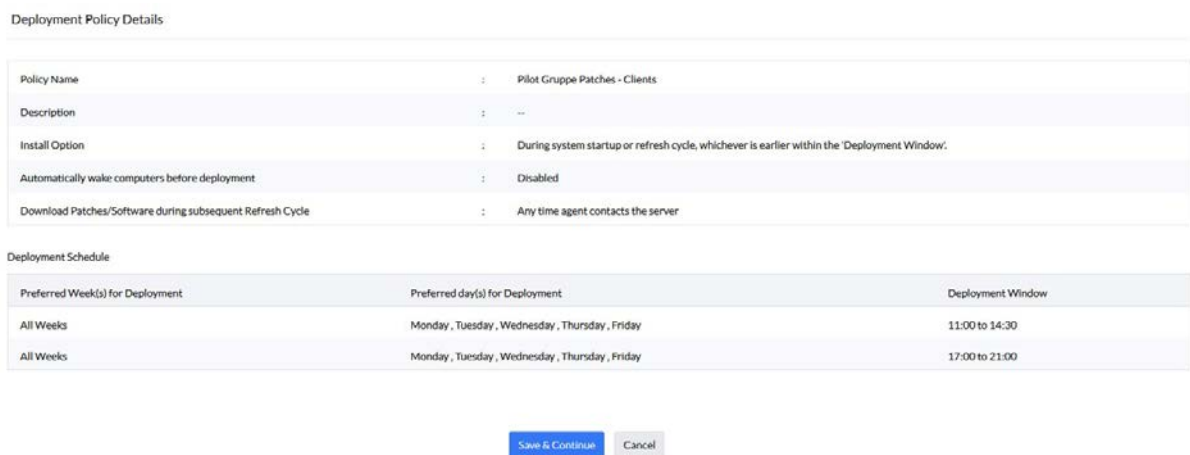 Deployment Policy Details
Policy Name : Pilot Gruppe Patches - Clients
Description : --
Install Option : During system startup or refresh cycle, whichever is earlier within the 'Deployment Window'.
Automatically wake computers before deployment : Disabled
Download Patches/Software during subsequent Refresh Cycle : Any time agent contacts the server
Deployment Schedule
Preferred Week(s) for Deployment Preferred day(s) for Deployment Deployment Window
All Weeks Monday , Tuesday , Wednesday , Thursday , Friday 11:00 to 14:30
All Weeks Monday , Tuesday , Wednesday , Thursday , Friday 17:00 to 21:00
Save & Continue Cancel